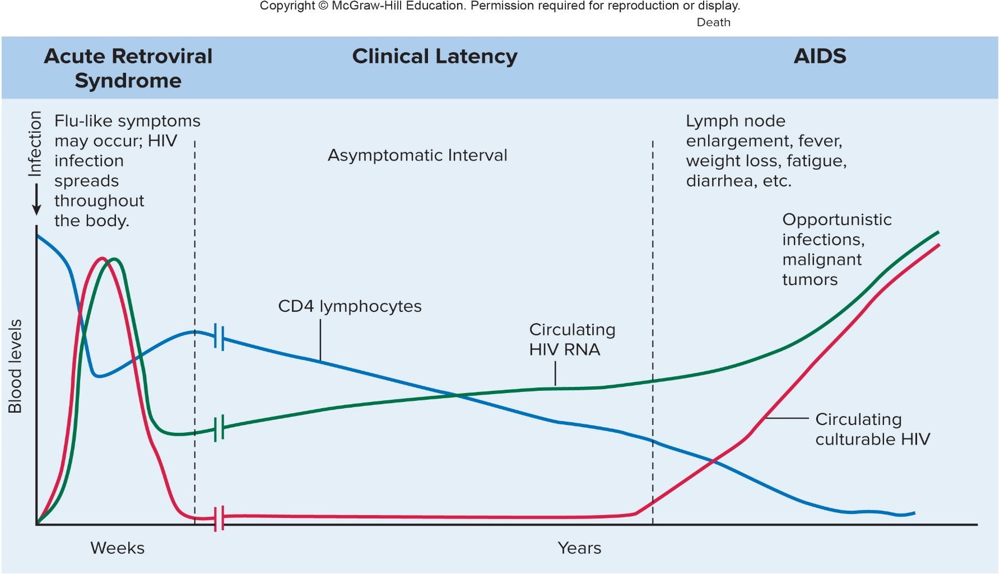 Copyright © McGraw-Hill Education. Permission required for reproduction or display.
Death
Acute Retroviral
Syndrome
Clinical Latency
AIDS
Infection
Flu-like symptoms
may occur; HIV
infection
spreads
throughout
the body.
Asymptomatic Interval
Lymph node
enlargement, fever,
weight loss, fatigue,
diarrhea, etc.
Opportunistic
infections,
malignant
tumors
CD4 lymphocytes
Circulating
HIV RNA
Circulating
culturable HIV
Blood levels
Weeks
Years